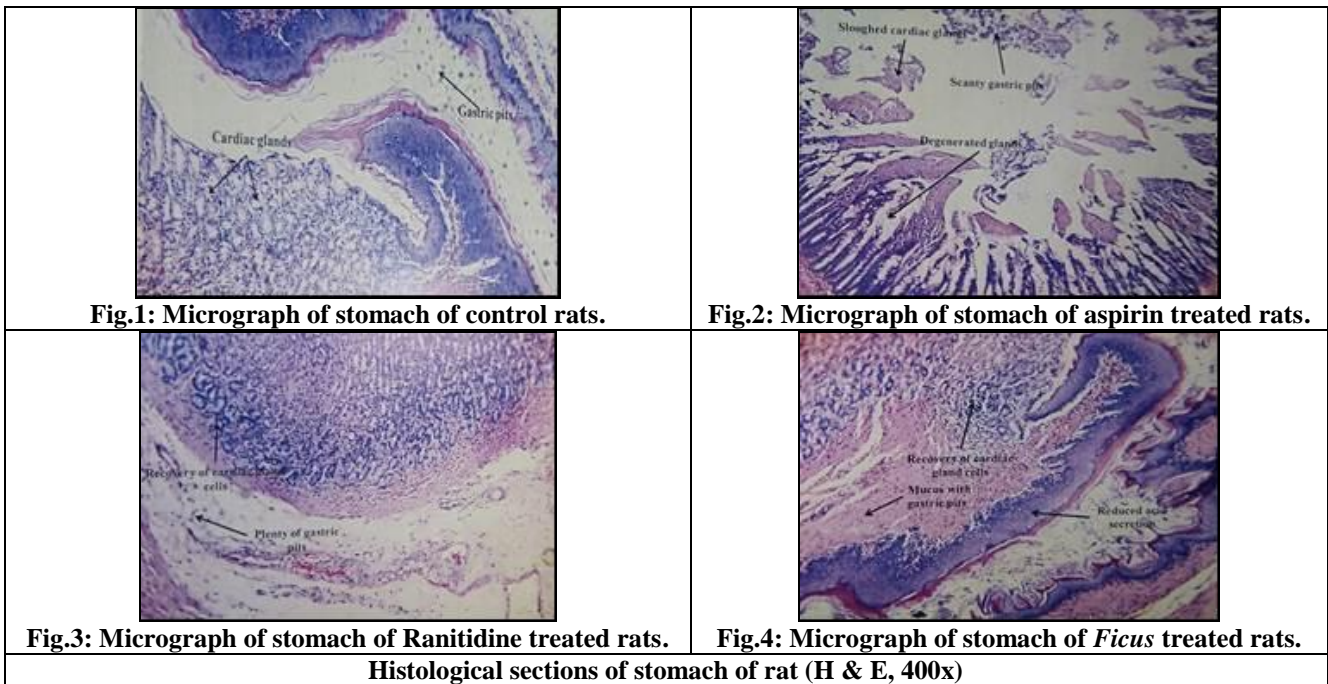 Cardiac glands
Gastric pits
Fig.1: Micrograph of stomach of control rats.
Sloughed cardiac glands
Scanty gastric pits
Degenerated glands
Fig.2: Micrograph of stomach of aspirin treated rats.
Recovery of cardiac
cells
Plenty of gastric
pits
Fig.3: Micrograph of stomach of Ranitidine treated rats.
Recovery of cardiac
gland cells
Mucus with
gastric pits
Reduced acid
secretion
Fig.4: Micrograph of stomach of Ficus treated rats.
Histological sections of stomach of rat (H & E, 400x)